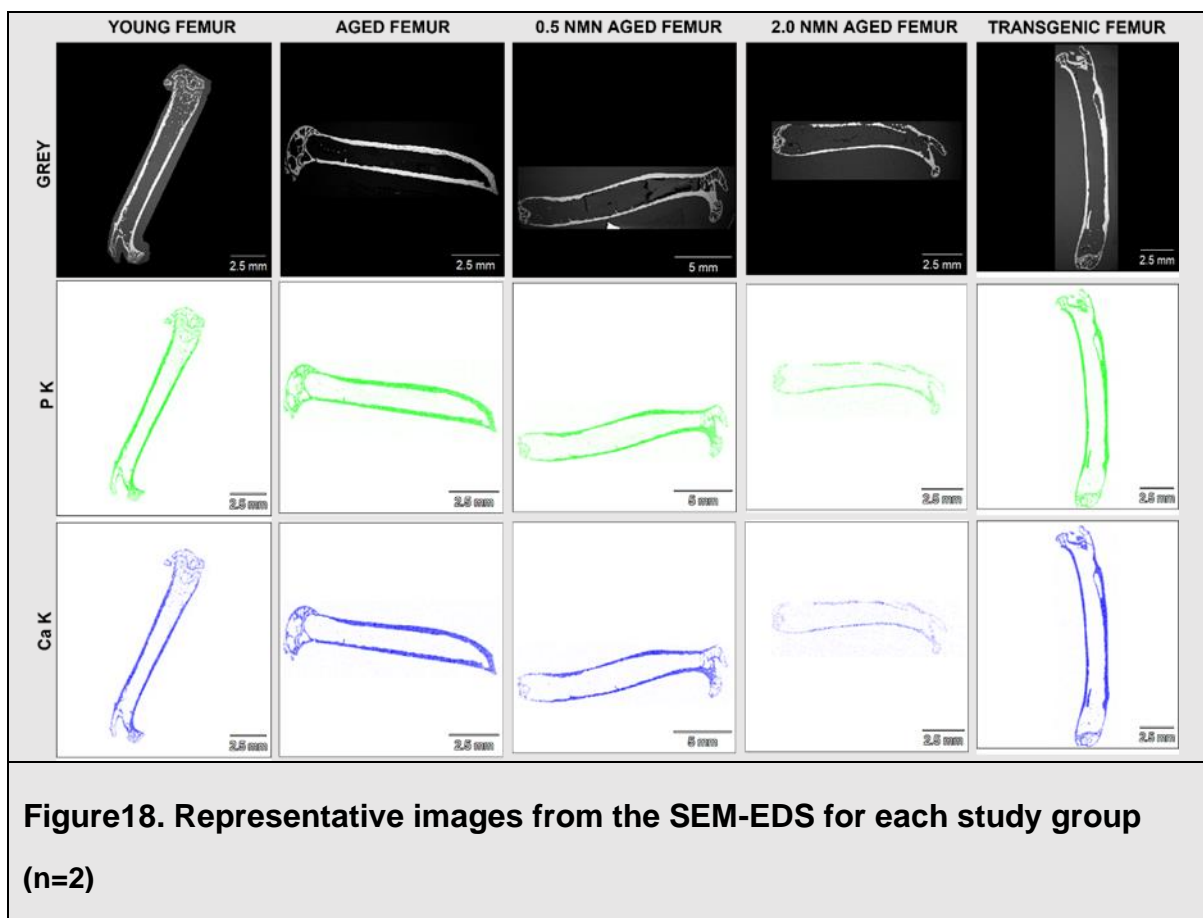 YOUNG FEMUR AGED FEMUR 0.5 NMN AGED FEMUR 2.0 NMN AGED FEMUR TRANSGENIC FEMUR
GREY
2.5 mm 2.5 mm 5 mm 2.5 mm 2.5 mm
P K
2.5 mm 2.5 mm 5 mm 2.5 mm 2.5 mm
Ca K
2.5 mm 2.5 mm 5 mm 2.5 mm 2.5 mm
Figure18. Representative images from the SEM-EDS for each study group
(n=2)